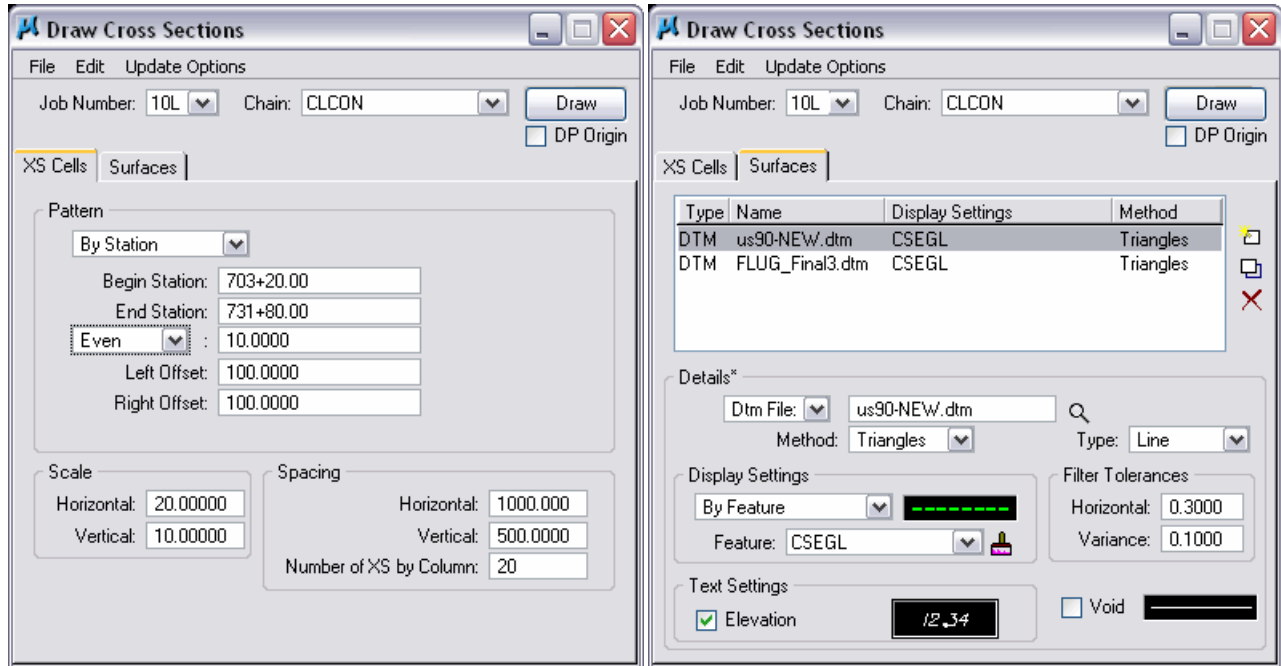 Draw Cross Sections
File Edit Update Options
Job Number: 10L Chain: CLCON Draw
DP Origin
XS Cells Surfaces
Pattern
By Station
Begin Station: 703+20.00
End Station: 731+80.00
Even : 10.0000
Left Offset: 100.0000
Right Offset: 100.0000
Scale
Horizontal: 20.00000
Vertical: 10.00000
Spacing
Horizontal: 1000.000
Vertical: 500.0000
Number of XS by Column: 20
Draw Cross Sections
File Edit Update Options
Job Number: 10L Chain: CLCON Draw
DP Origin
XS Cells Surfaces
Type Name Display Settings Method
DTM us90-NEW.dtm CSEGL Triangles
DTM FLUG_Final3.dtm CSEGL Triangles
Details*
Dtm File: us90-NEW.dtm
Method: Triangles Type: Line
Display Settings
By Feature
Feature: CSEGL
Filter Tolerances
Horizontal: 0.3000
Variance: 0.1000
Text Settings
Elevation 12.34
Void